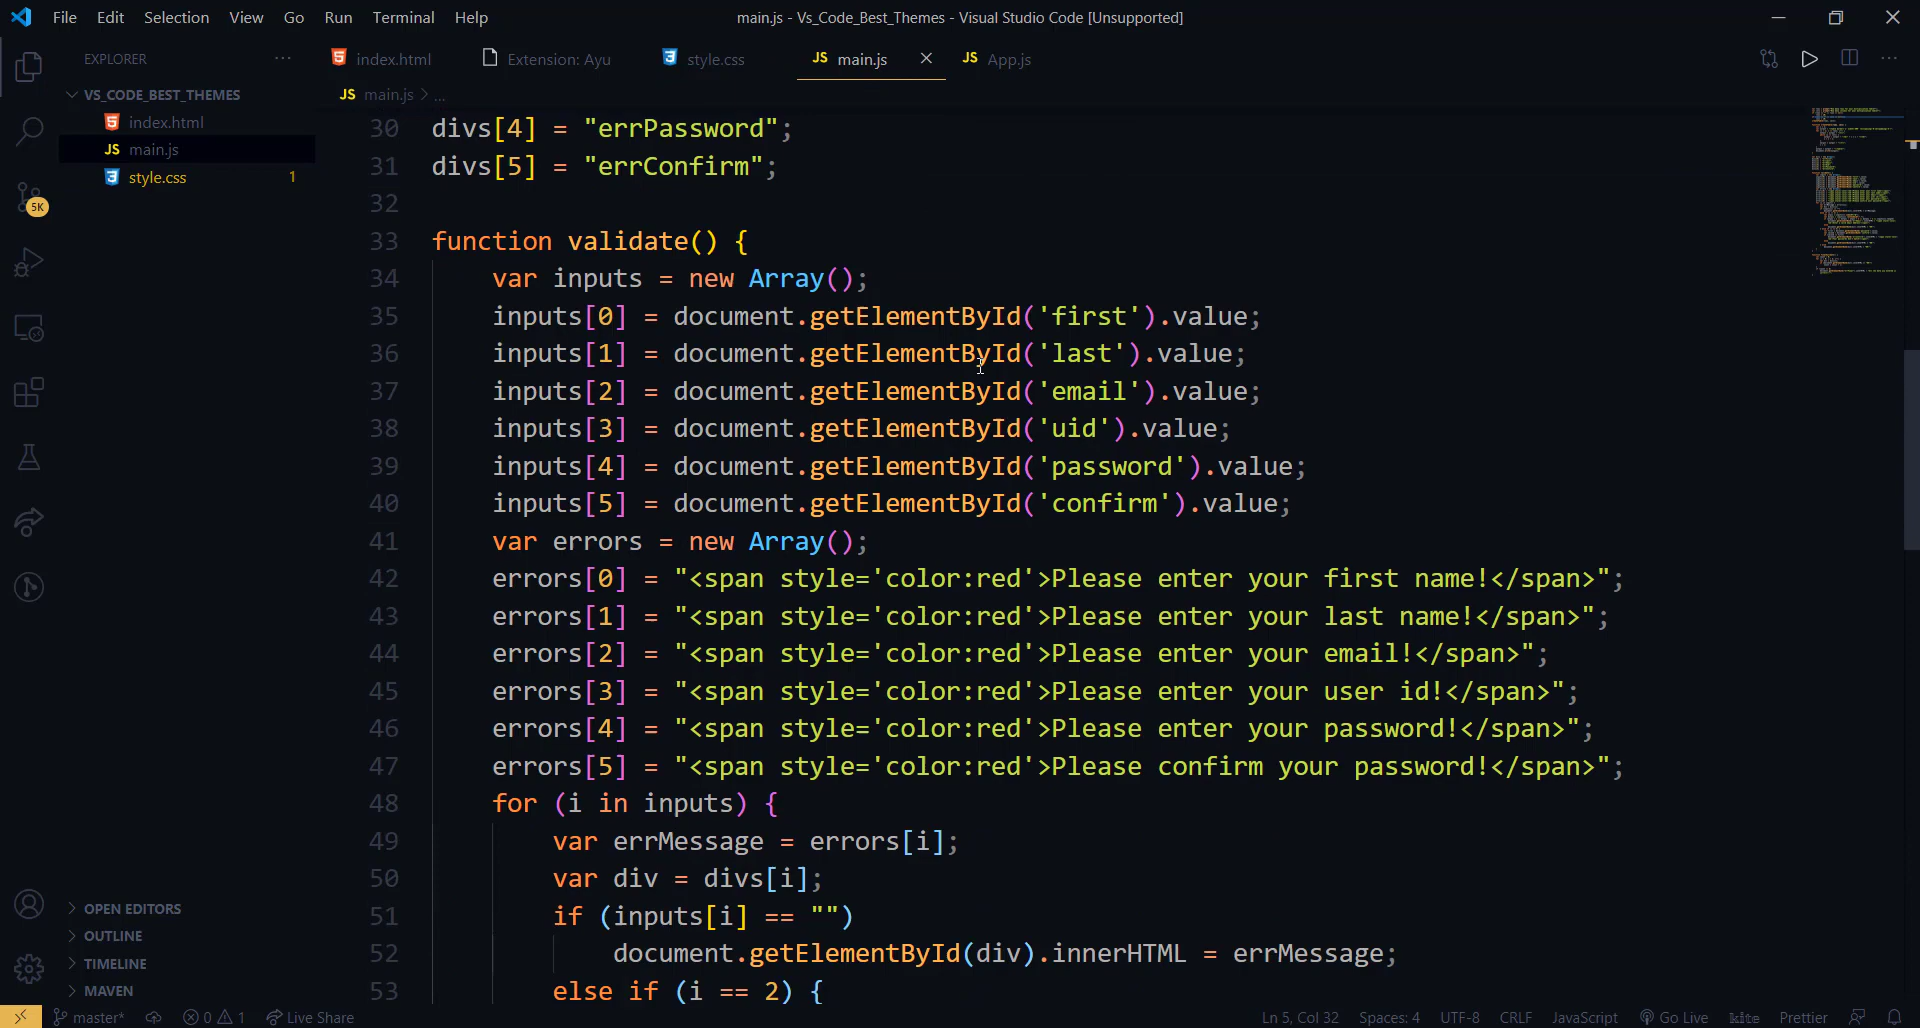 File Edit Selection View Go Run Terminal Help
main.js - Vs_Code_Best_Themes - Visual Studio Code [Unsupported]
EXPLORER ...
index.html
Extension: Ayu
style.css
JS main.js
JS App.js
VS_CODE_BEST_THEMES
index.html
JS main.js
style.css 1
5K
OPEN EDITORS
OUTLINE
TIMELINE
MAVEN
JS main.js > ...
30 divs[4] = "errPassword";
31 divs[5] = "errConfirm";
32
33 function validate() {
34 var inputs = new Array();
35 inputs[0] = document.getElementById('first').value;
36 inputs[1] = document.getElementById('last').value;
37 inputs[2] = document.getElementById('email').value;
38 inputs[3] = document.getElementById('uid').value;
39 inputs[4] = document.getElementById('password').value;
40 inputs[5] = document.getElementById('confirm').value;
41 var errors = new Array();
42 errors[0] = "<span style='color:red'>Please enter your first name!</span>";
43 errors[1] = "<span style='color:red'>Please enter your last name!</span>";
44 errors[2] = "<span style='color:red'>Please enter your email!</span>";
45 errors[3] = "<span style='color:red'>Please enter your user id!</span>";
46 errors[4] = "<span style='color:red'>Please enter your password!</span>";
47 errors[5] = "<span style='color:red'>Please confirm your password!</span>";
48 for (i in inputs) {
49 var errMessage = errors[i];
50 var div = divs[i];
51 if (inputs[i] == "")
52 document.getElementById(div).innerHTML = errMessage;
53 else if (i == 2) {
master* 0 1 Live Share
Ln 5, Col 32 Spaces: 4 UTF-8 CRLF JavaScript Go Live kite Prettier